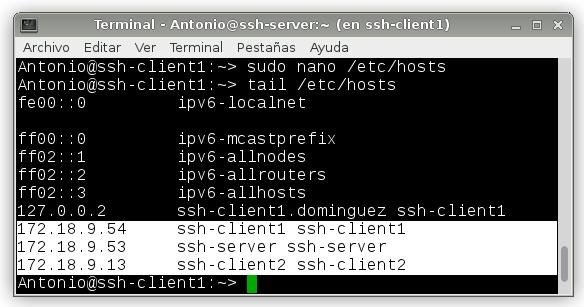 Terminal - Antonio@ssh-server:~ (en ssh-client1)
Archivo Editar Ver Terminal Pestañas Ayuda
Antonio@ssh-client1:~> sudo nano /etc/hosts
Antonio@ssh-client1:~> tail /etc/hosts
fe00::0 ipv6-localnet
ff00::0 ipv6-mcastprefix
ff02::1 ipv6-allnodes
ff02::2 ipv6-allrouters
ff02::3 ipv6-allhosts
127.0.0.2 ssh-client1.dominguez ssh-client1
172.18.9.54 ssh-client1 ssh-client1
172.18.9.53 ssh-server ssh-server
172.18.9.13 ssh-client2 ssh-client2
Antonio@ssh-client1:~>